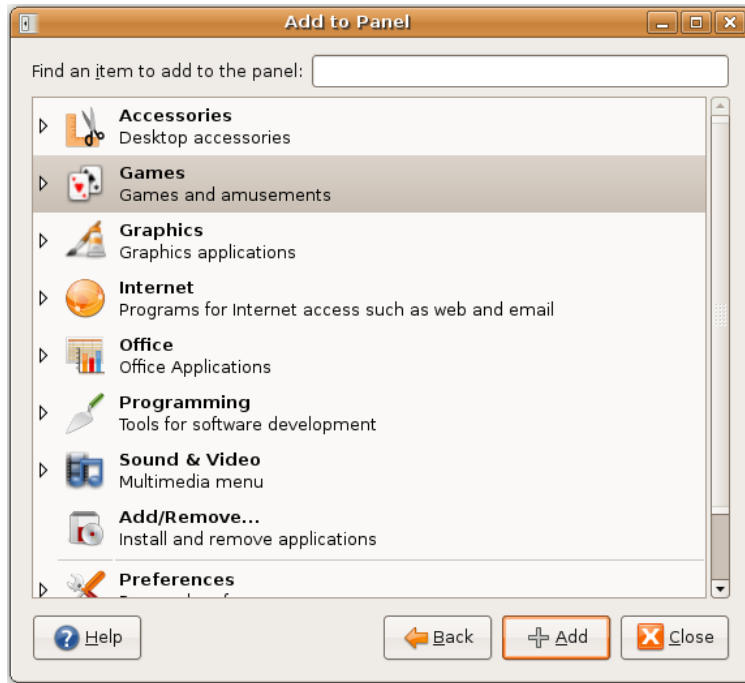 Add to Panel
Find an item to add to the panel:
Accessories
Desktop accessories
Games
Games and amusements
Graphics
Graphics applications
Internet
Programs for Internet access such as web and email
Office
Office Applications
Programming
Tools for software development
Sound & Video
Multimedia menu
Add/Remove...
Install and remove applications
Preferences
Help
Back
Add
Close